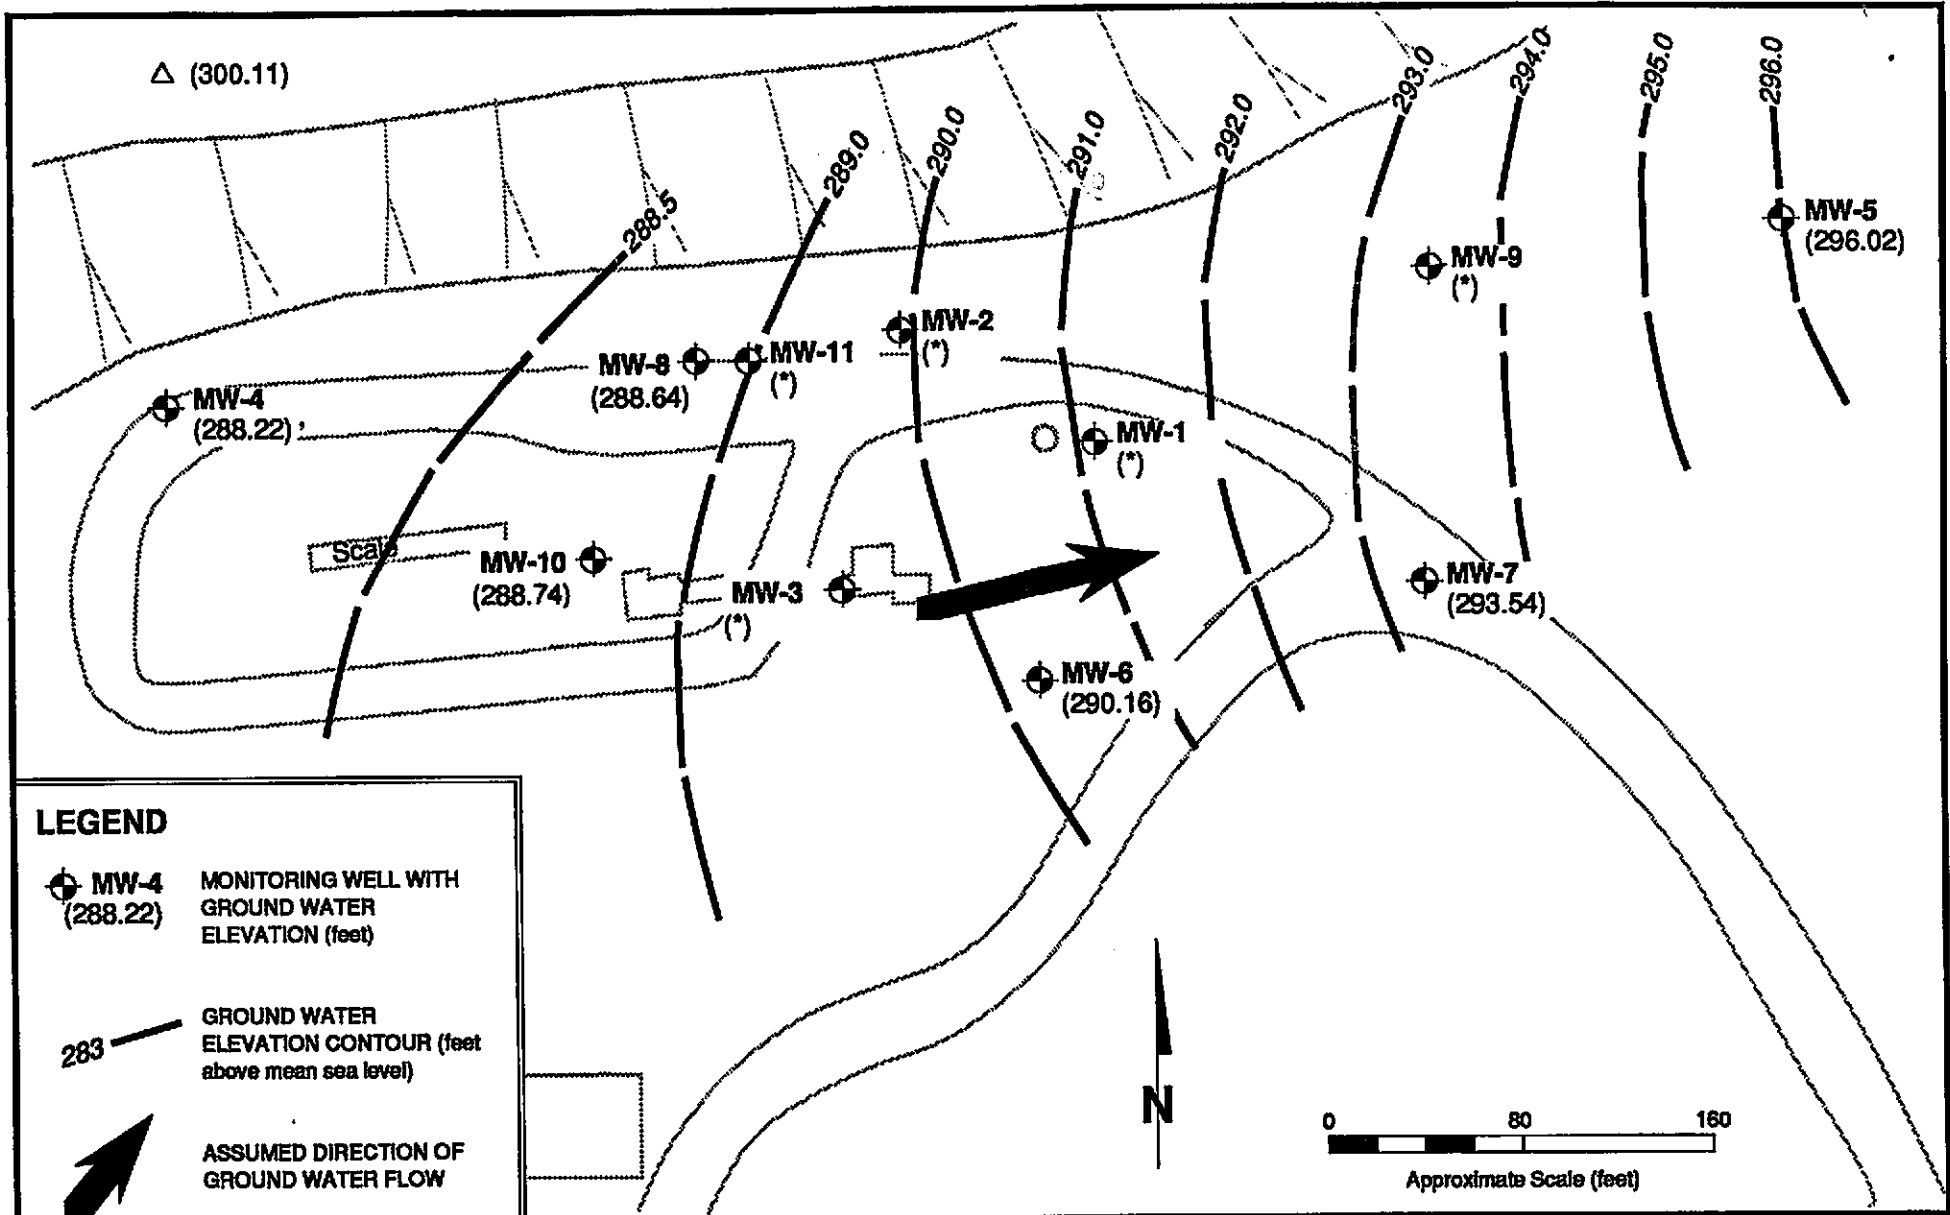 △ (300.11)
288.5
289.0
290.0
291.0
292.0
293.0
294.0
295.0
296.0
MW-5
(296.02)
MW-9
(*)
MW-2
(*)
MW-11
(*)
MW-8
(288.64)
MW-4
(288.22)
MW-1
(*)
Scale
MW-10
(288.74)
MW-3
(*)
MW-7
(293.54)
MW-6
(290.16)
LEGEND
MW-4
(288.22)
MONITORING WELL WITH
GROUND WATER
ELEVATION (feet)
283
GROUND WATER
ELEVATION CONTOUR (feet
above mean sea level)
ASSUMED DIRECTION OF
GROUND WATER FLOW
N
0 80 160
Approximate Scale (feet)